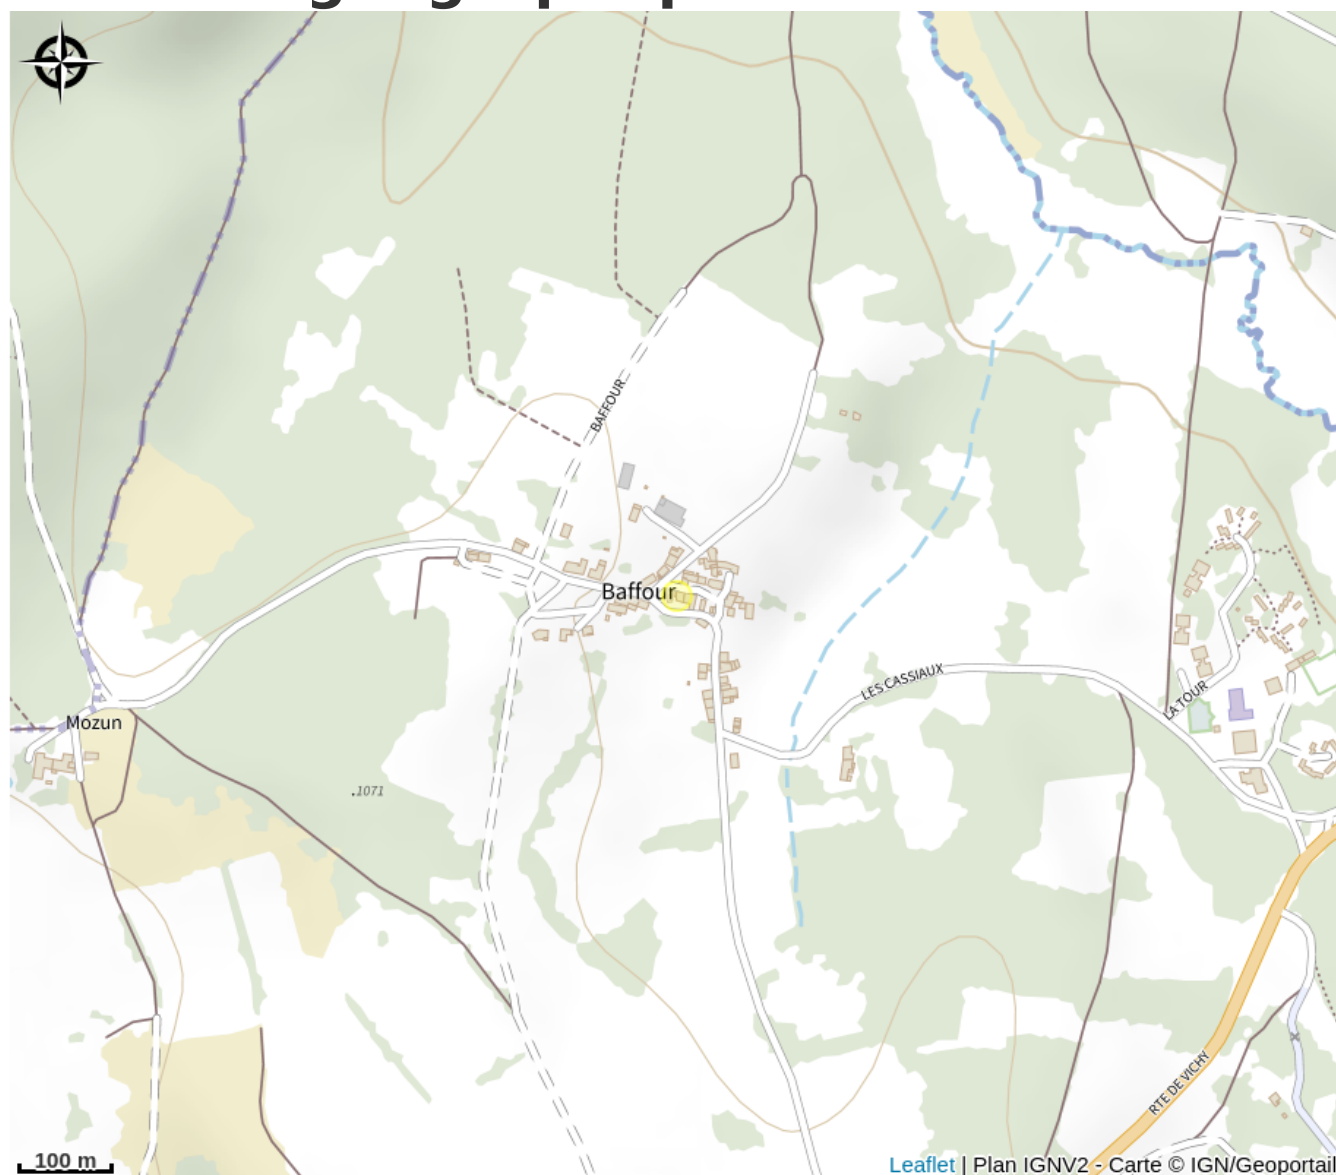 BAFFOUR
Baffour
LES CASSIAUX
LA TOUR
Mozun
.1071
RTE DE VICHY
100 m
Leaflet | Plan IGNV2 - Carte © IGN/Geoportail